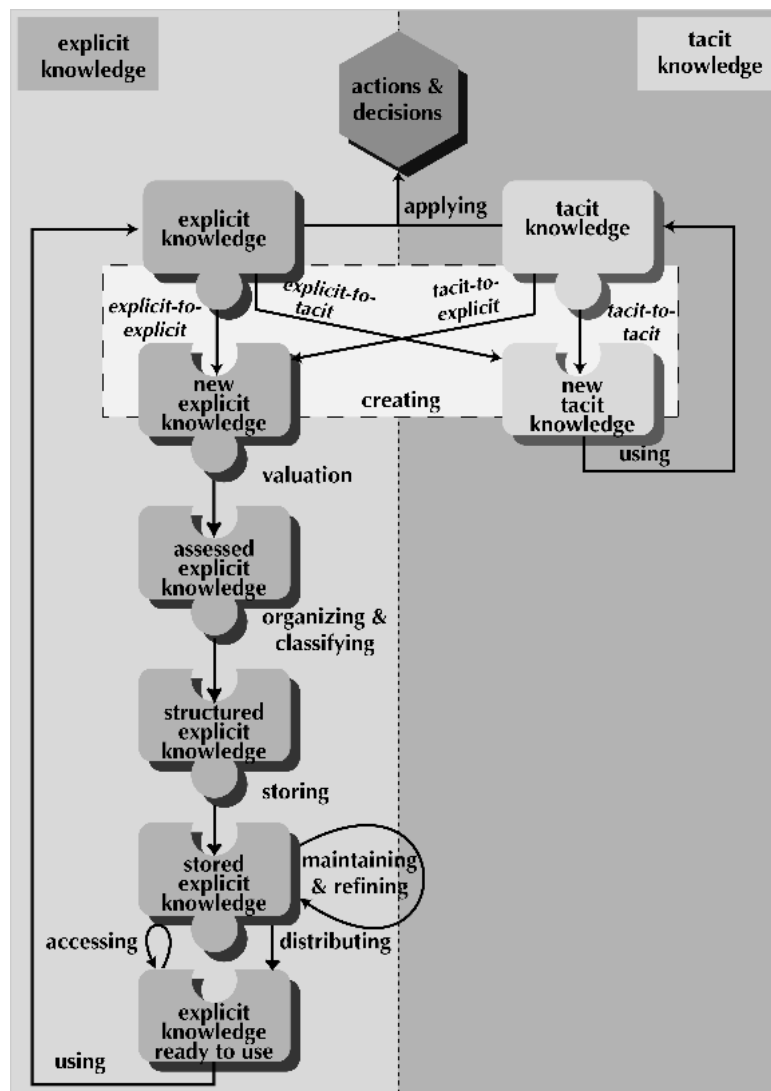 explicit
knowledge
tacit
knowledge
actions &
decisions
explicit
knowledge
applying
tacit
knowledge
explicit-to-
explicit
explicit-to-
tacit
tacit-to-
explicit
tacit-to-
tacit
new
explicit
knowledge
creating
new
tacit
knowledge
using
valuation
assessed
explicit
knowledge
organizing &
classifying
structured
explicit
knowledge
storing
stored
explicit
knowledge
maintaining
& refining
accessing
distributing
explicit
knowledge
ready to use
using